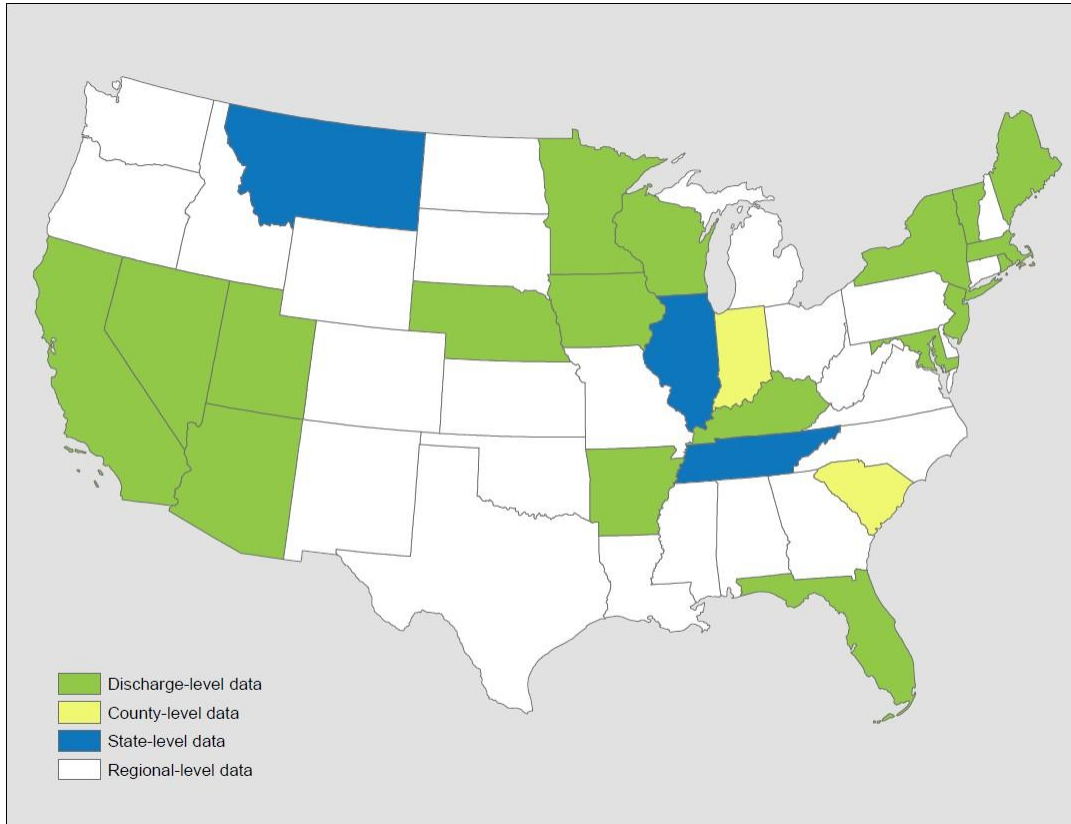 Discharge-level data
County-level data
State-level data
Regional-level data